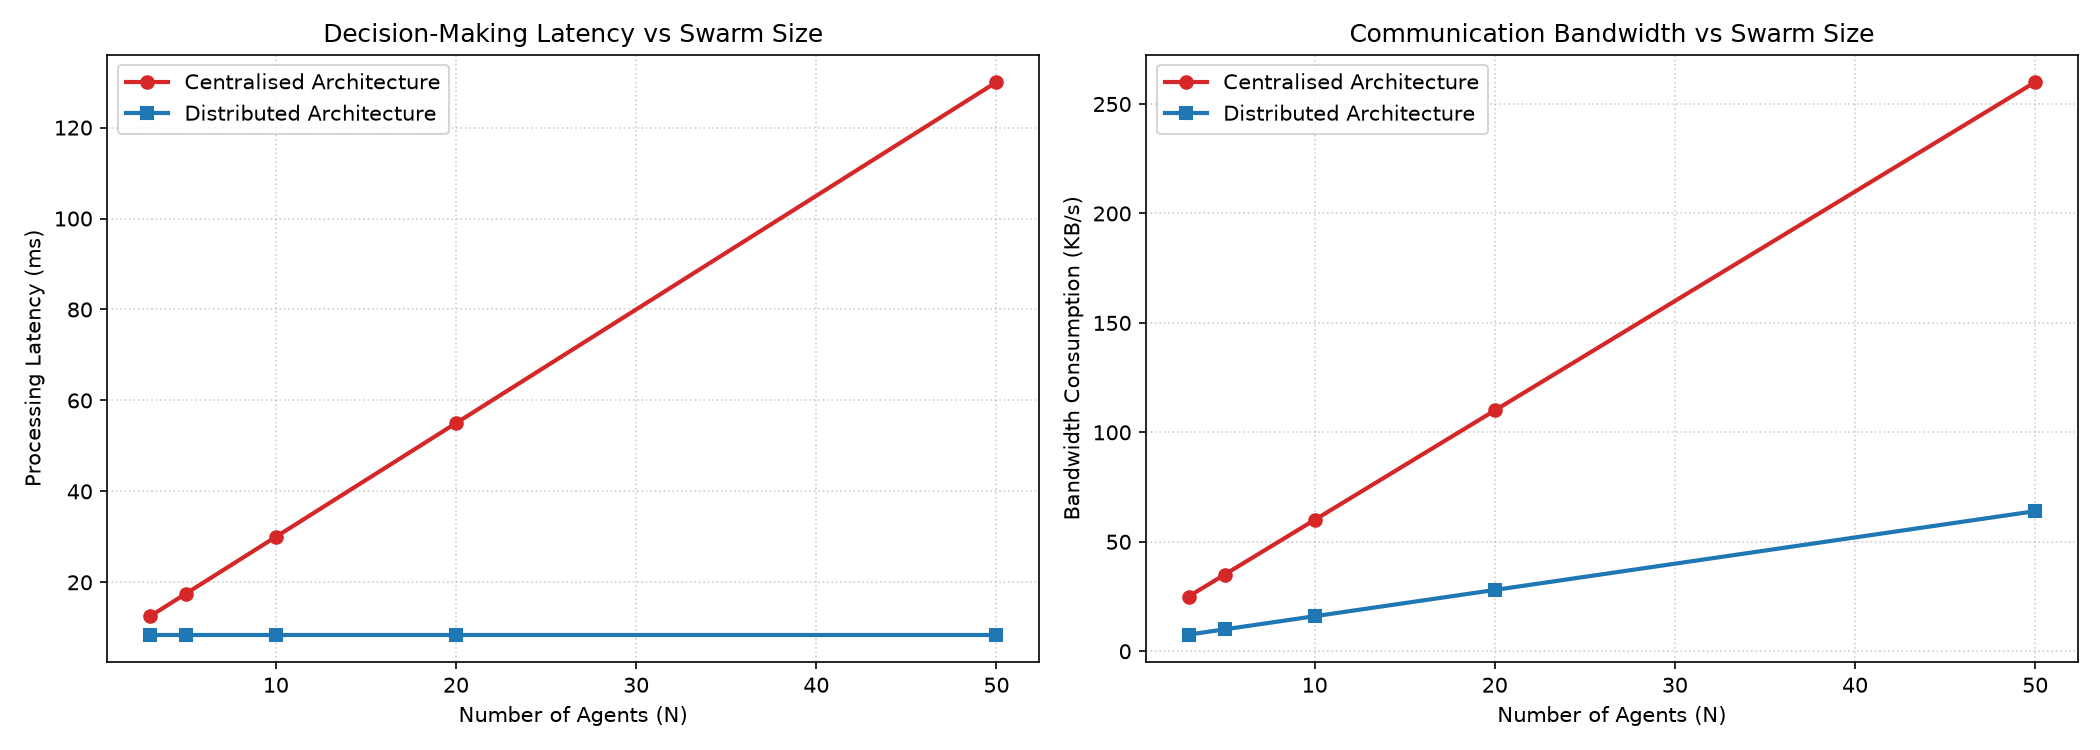 Decision-Making Latency vs Swarm Size
Centralised Architecture
Distributed Architecture
Processing Latency (ms)
120
100
80
60
40
20
10 20 30 40 50
Number of Agents (N)
Communication Bandwidth vs Swarm Size
Centralised Architecture
Distributed Architecture
Bandwidth Consumption (KB/s)
250
200
150
100
50
0
10 20 30 40 50
Number of Agents (N)